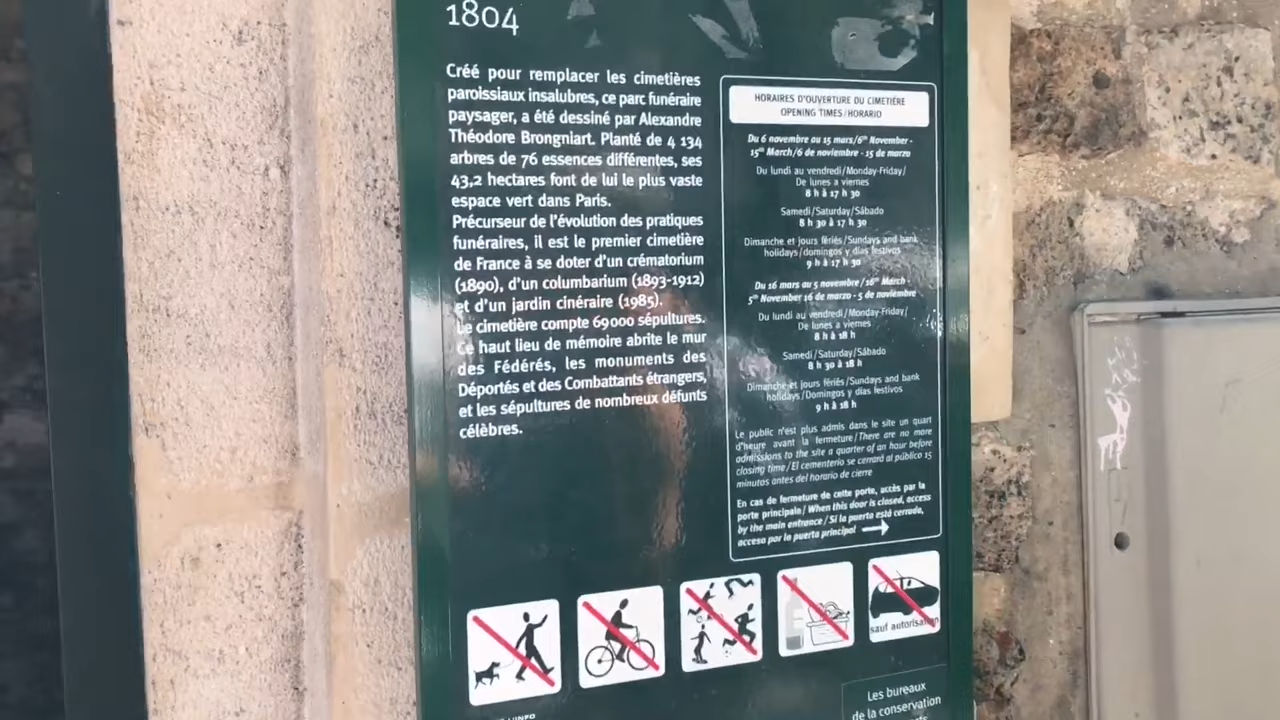 1804
Créé pour remplacer les cimetières
paroissiaux insalubres, ce parc funéraire
paysager, a été dessiné par Alexandre
Théodore Brongniart. Planté de 4 134
arbres de 76 essences différentes, ses
43,2 hectares font de lui le plus vaste
espace vert dans Paris.
Précurseur de l'évolution des pratiques
funéraires, il est le premier cimetière
de France à se doter d'un crématorium
(1890), d'un columbarium (1893-1912)
et d'un jardin cinéraire (1985).
Le cimetière compte 69000 sépultures.
Ce haut lieu de mémoire abrite le mur
des Fédérés, les monuments des
Déportés et des Combattants étrangers,
et les sépultures de nombreux défunts
célèbres.
HORAIRES D'OUVERTURE DU CIMETIÈRE
OPENING TIMES/HORARIO
Du 6 novembre au 15 mars/6th November -
15th March/6 de noviembre - 15 de marzo
Du lundi au vendredi/Monday-Friday/
De lunes a viernes
8 h à 17 h 30
Samedi/Saturday/Sábado
8 h 30 à 17 h 30
Dimanche et jours fériés/Sundays and bank
holidays/domingos y días festivos
9 h à 17 h 30
Du 16 mars au 5 novembre/16th March -
5th November 16 de marzo - 5 de noviembre
Du lundi au vendredi/Monday-Friday/
De lunes a viernes
8 h à 18 h
Samedi/Saturday/Sábado
8 h 30 à 18 h
Dimanche et jours fériés/Sundays and bank
holidays/Domingos y días festivos
9 h à 18 h
Le public n'est plus admis dans le site un quart
d'heure avant la fermeture/There are no more
admissions to the site a quarter of an hour before
closing time/El cementerio se cerrará al público 15
minutos antes del horario de cierre
En cas de fermeture de cette porte, accès par la
porte principale/When this door is closed, access
by the main entrance/Si la puerta está cerrada,
acceso por la puerta principal
sauf autorisation
Les bureaux
de la conservation